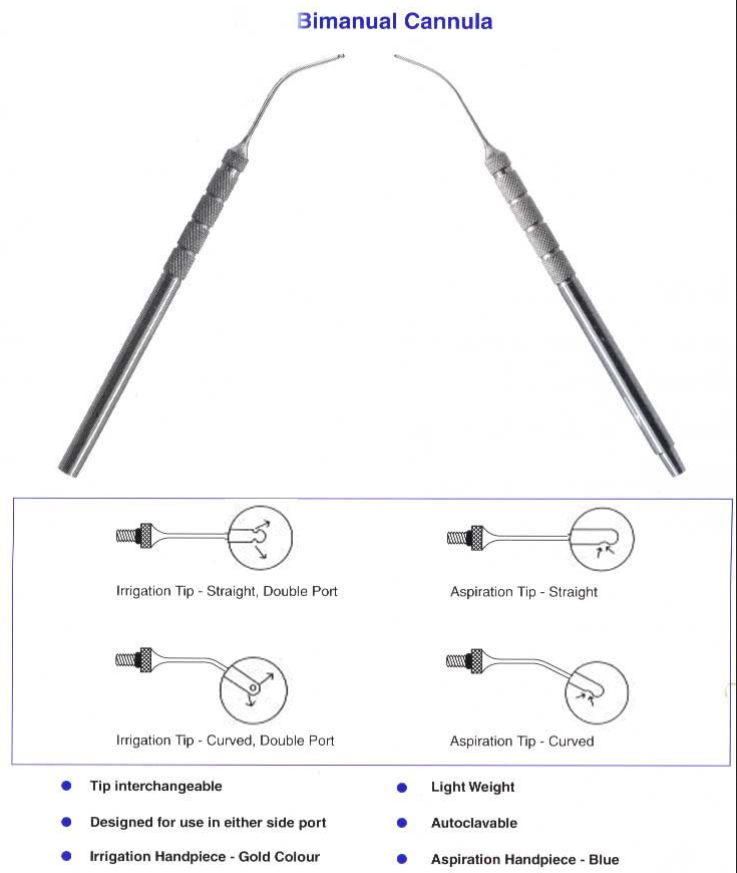 Bimanual Cannula
Irrigation Tip - Straight, Double Port
Aspiration Tip - Straight
Irrigation Tip - Curved, Double Port
Aspiration Tip - Curved
Tip interchangeable
Light Weight
Designed for use in either side port
Autoclavable
Irrigation Handpiece - Gold Colour
Aspiration Handpiece - Blue